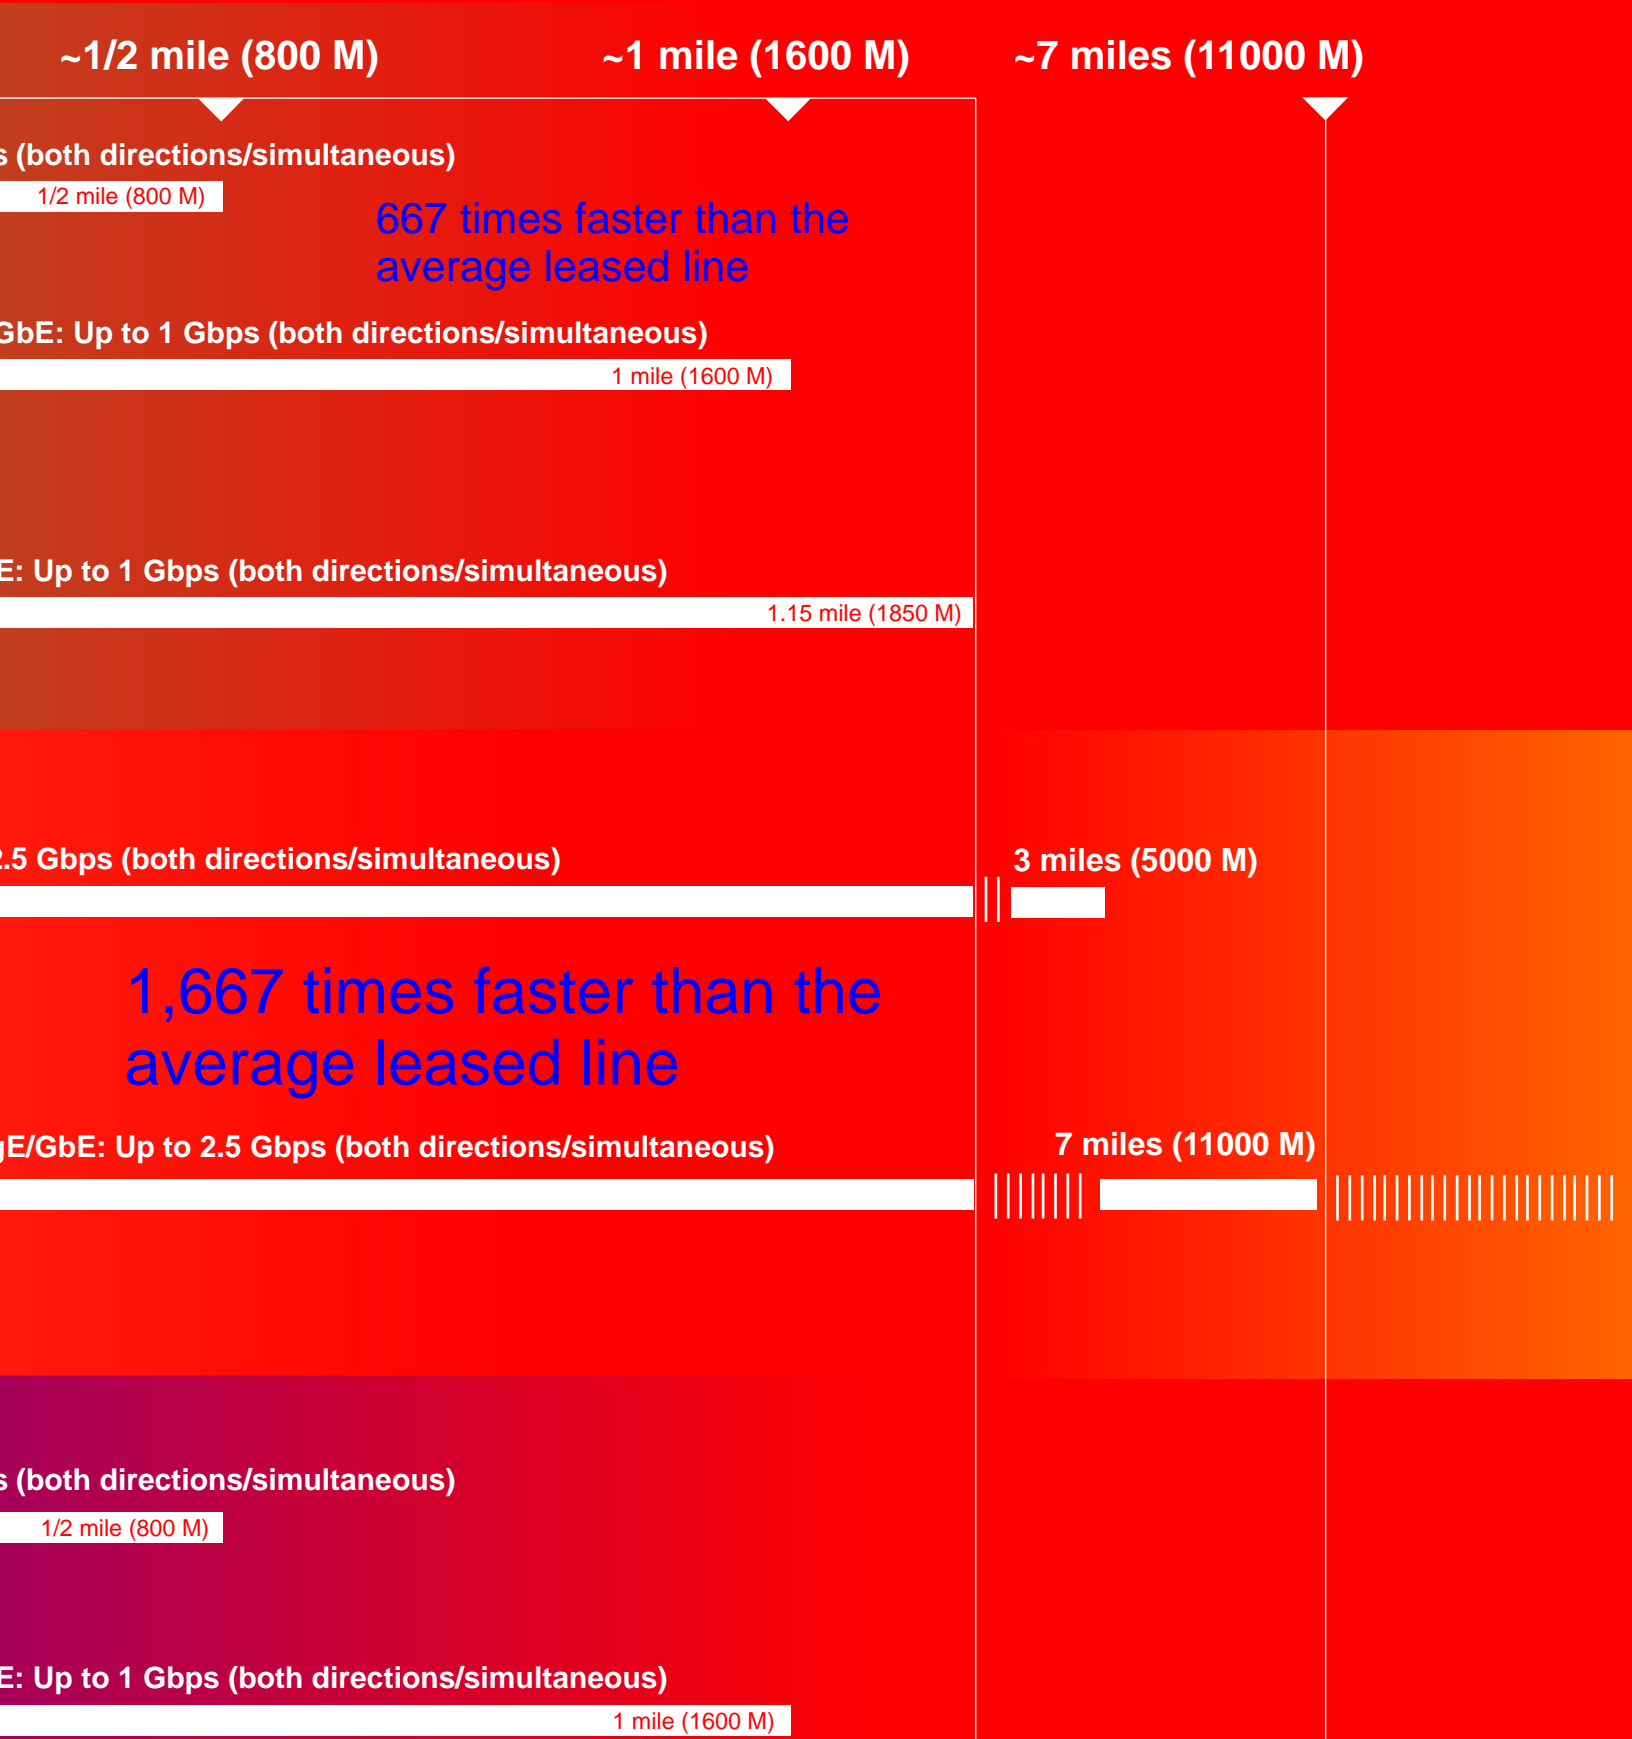 ~1/2 mile (800 M) ~1 mile (1600 M) ~7 miles (11000 M)
s (both directions/simultaneous)
1/2 mile (800 M)
667 times faster than the
average leased line
GbE: Up to 1 Gbps (both directions/simultaneous)
1 mile (1600 M)
E: Up to 1 Gbps (both directions/simultaneous)
1.15 mile (1850 M)
2.5 Gbps (both directions/simultaneous)
3 miles (5000 M)
1,667 times faster than the
average leased line
gE/GbE: Up to 2.5 Gbps (both directions/simultaneous)
7 miles (11000 M)
s (both directions/simultaneous)
1/2 mile (800 M)
E: Up to 1 Gbps (both directions/simultaneous)
1 mile (1600 M)